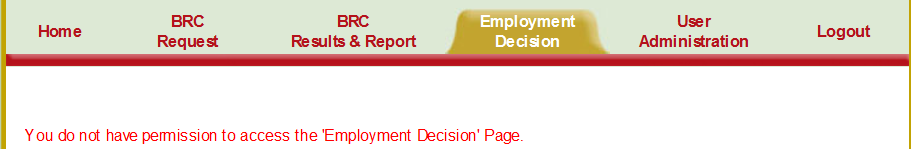 Home
BRC
Request
BRC
Results & Report
Employment
Decision
User
Administration
Logout
You do not have permission to access the 'Employment Decision' Page.